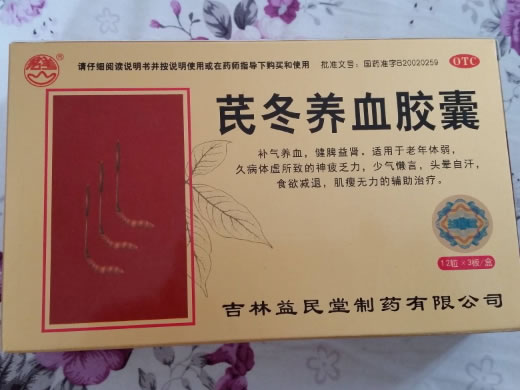 请仔细阅读说明书并按说明使用或在药师指导下购买和使用 批准文号：国药准字B20020259 OTC
芪冬养血胶囊
补气养血，健脾益肾，适用于老年体弱，
久病体虚所致的神疲乏力，少气懒言，头晕自汗，
食欲减退，肌瘦无力的辅助治疗。
12粒×3板/盒
吉林益民堂制药有限公司